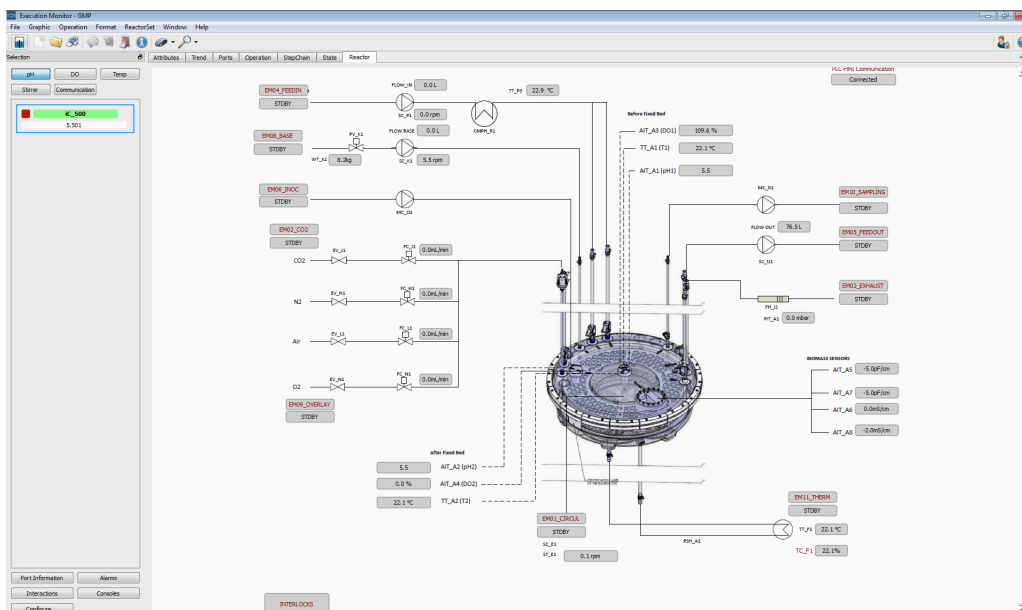 Execution Monitor - GMP
File Graphic Operation Format ReactorSet Window Help
Selection
Attributes Trend Ports Operation StepChain State Reactor
pH DO Temp
Stirrer Communication
iC_500
5.501
PLC-HMI Communication
Connected
EM04_FEEDIN
STDBY
FLOW_IN 0.0 L
SC_P1 0.0 rpm
CMPH_P1
TT_P3 22.9 °C
EM08_BASE
STDBY
PV_K1
WT_K1 8.2kg
FLOW BASE 0.0 L
SC_K1 5.5 rpm
EM06_INOC
STDBY
MC_O1
EM02_CO2
STDBY
CO2 EV_J1 FC_J1 0.0mL/min
N2 EV_H1 FC_H1 0.0mL/min
Air EV_L1 FC_L1 0.0mL/min
O2 EV_N1 FC_N1 0.0mL/min
EM09_OVERLAY
STDBY
Before Fixed Bed
AIT_A3 (DO1) 109.6 %
TT_A1 (T1) 22.1 °C
AIT_A1 (pH1) 5.5
MC_R1
EM10_SAMPLING
STDBY
FLOW OUT 76.5 L
SC_U1
EM05_FEEDOUT
STDBY
EM03_EXHAUST
STDBY
FH_I2
PIT_A1 0.0 mbar
BIOMASS SENSORS
AIT_A5 -5.0pF/cm
AIT_A7 -5.0pF/cm
AIT_A6 0.0mS/cm
AIT_A8 -2.0mS/cm
After Fixed Bed
5.5 AIT_A2 (pH2)
0.0 % AIT_A4 (DO2)
22.1 °C TT_A2 (T2)
EM01_CIRCUL
STDBY
SC_E1
ST_E1 0.1 rpm
PSH_A1
EM11_THERM
STDBY
TT_F1 22.1 °C
TC_F1 22.1%
Port Information Alarms
Interactions Consoles
Configure
INTERLOCKS